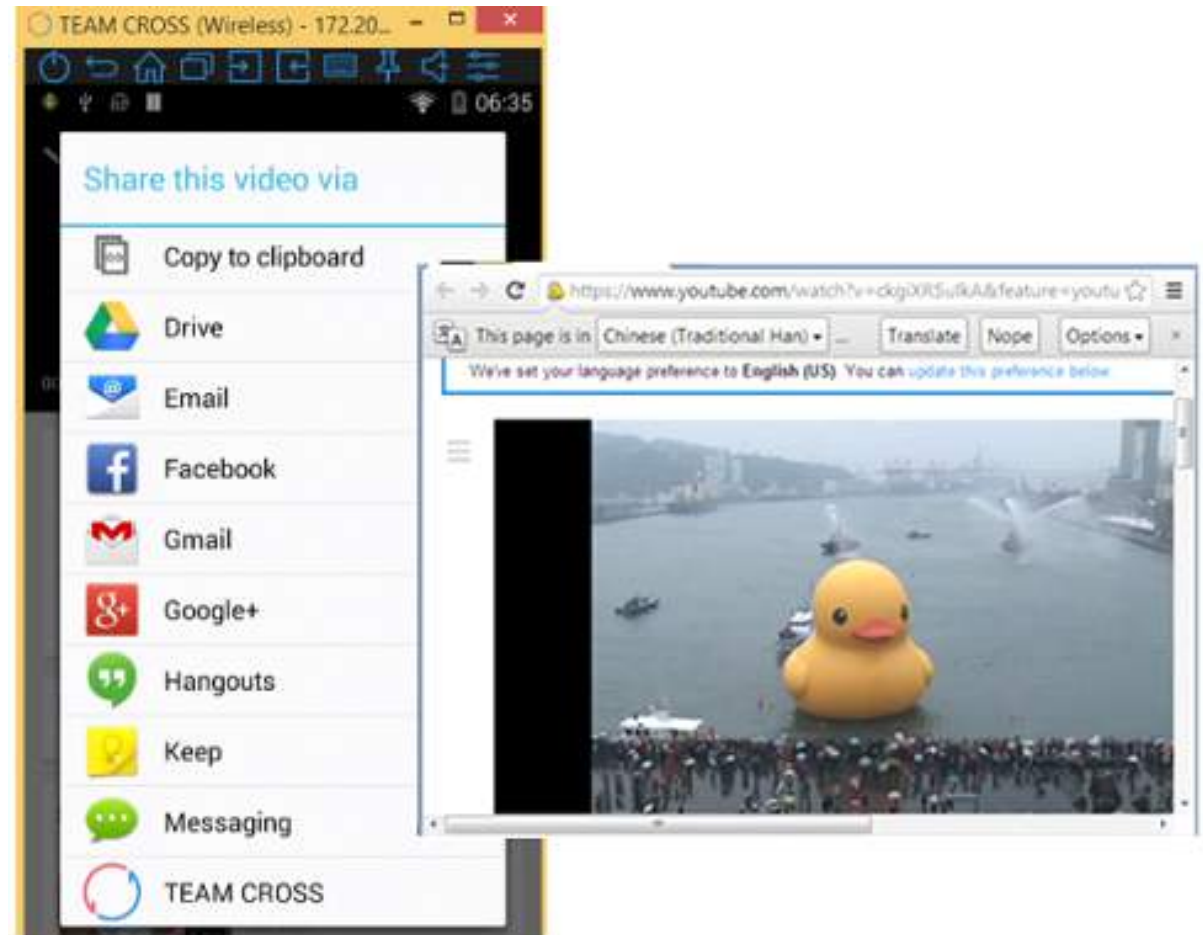 TEAM CROSS (Wireless) - 172.20...
06:35
Share this video via
Copy to clipboard
Drive
Email
Facebook
Gmail
Google+
Hangouts
Keep
Messaging
TEAM CROSS
https://www.youtube.com/watch?v=ckgiXR5ulkA&feature=youtu
This page is in Chinese (Traditional Han) ... Translate Nope Options
We've set your language preference to English (US). You can update this preference below.